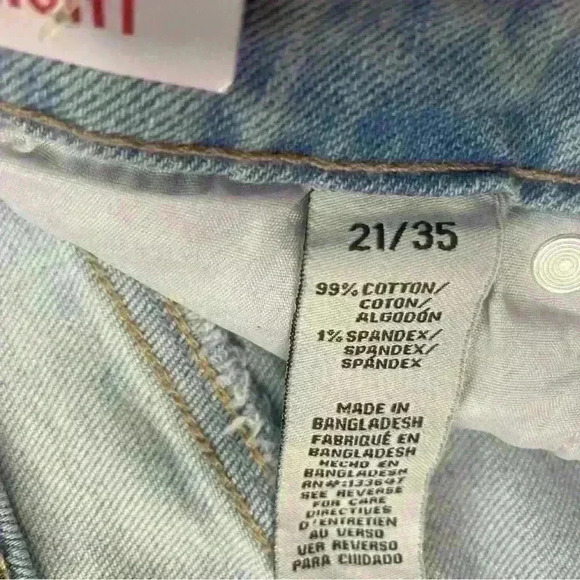 21/35
99% COTTON/
COTON/
ALGODÓN
1% SPANDEX/
SPANDEX/
SPANDEX
MADE IN
BANGLADESH
FABRIQUÉ EN
BANGLADESH
HECHO EN
BANGLADESH
RN#:133647
SEE REVERSE
FOR CARE
DIRECTIVES
D'ENTRETIEN
AU VERSO
VER REVERSO
PARA CUIDADO